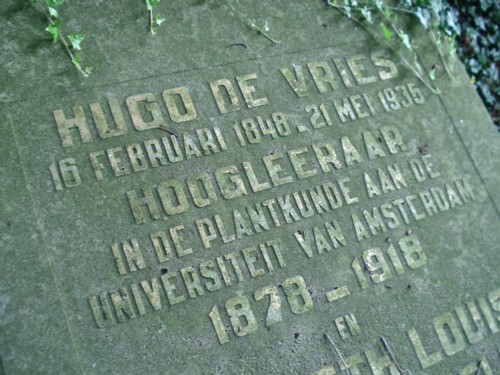 HUGO DE VRIES
16 FEBRUARI 1848 - 21 MEI 1935
HOOGLEERAAR
IN DE PLANTKUNDE AAN DE
UNIVERSITEIT VAN AMSTERDAM
1878 - 1918
EN